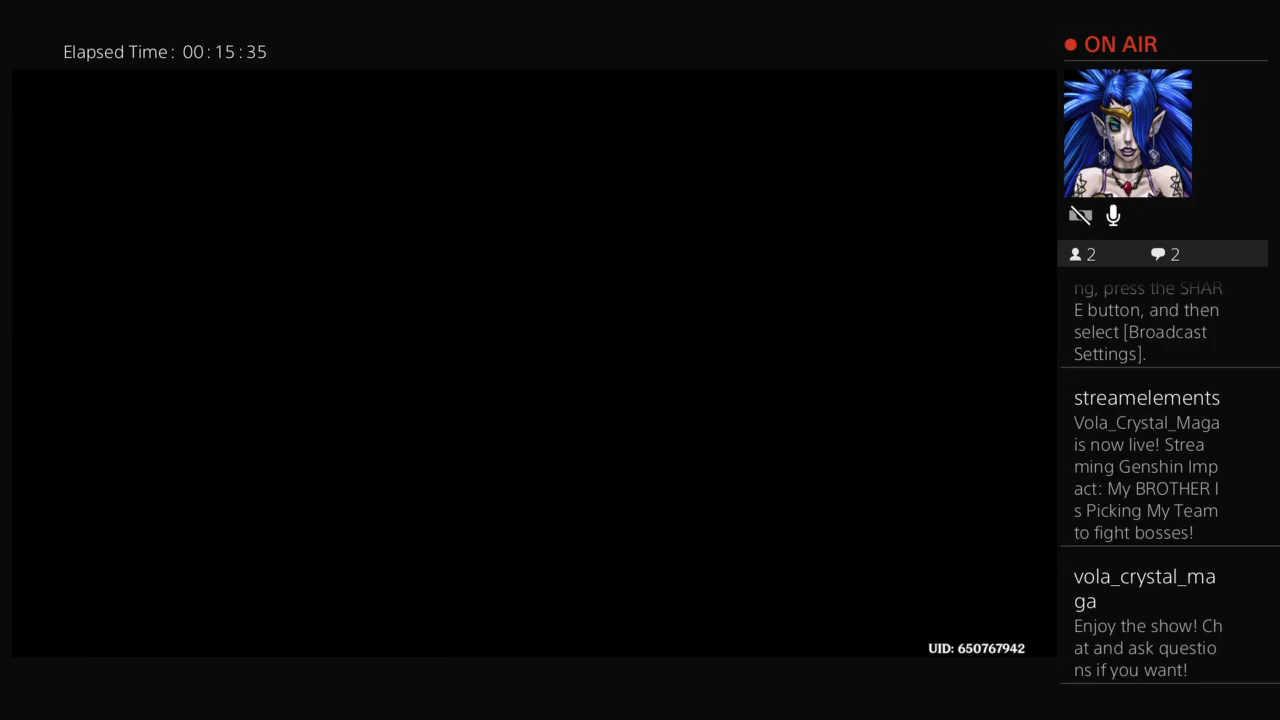 Elapsed Time: 00:15:35
ON AIR
2 2
ng, press the SHAR
E button, and then
select [Broadcast
Settings].
streamelements
Vola_Crystal_Maga
is now live! Strea
ming Genshin Imp
act: My BROTHER I
s Picking My Team
to fight bosses!
vola_crystal_ma
ga
Enjoy the show! Ch
at and ask questio
ns if you want!
UID: 650767942